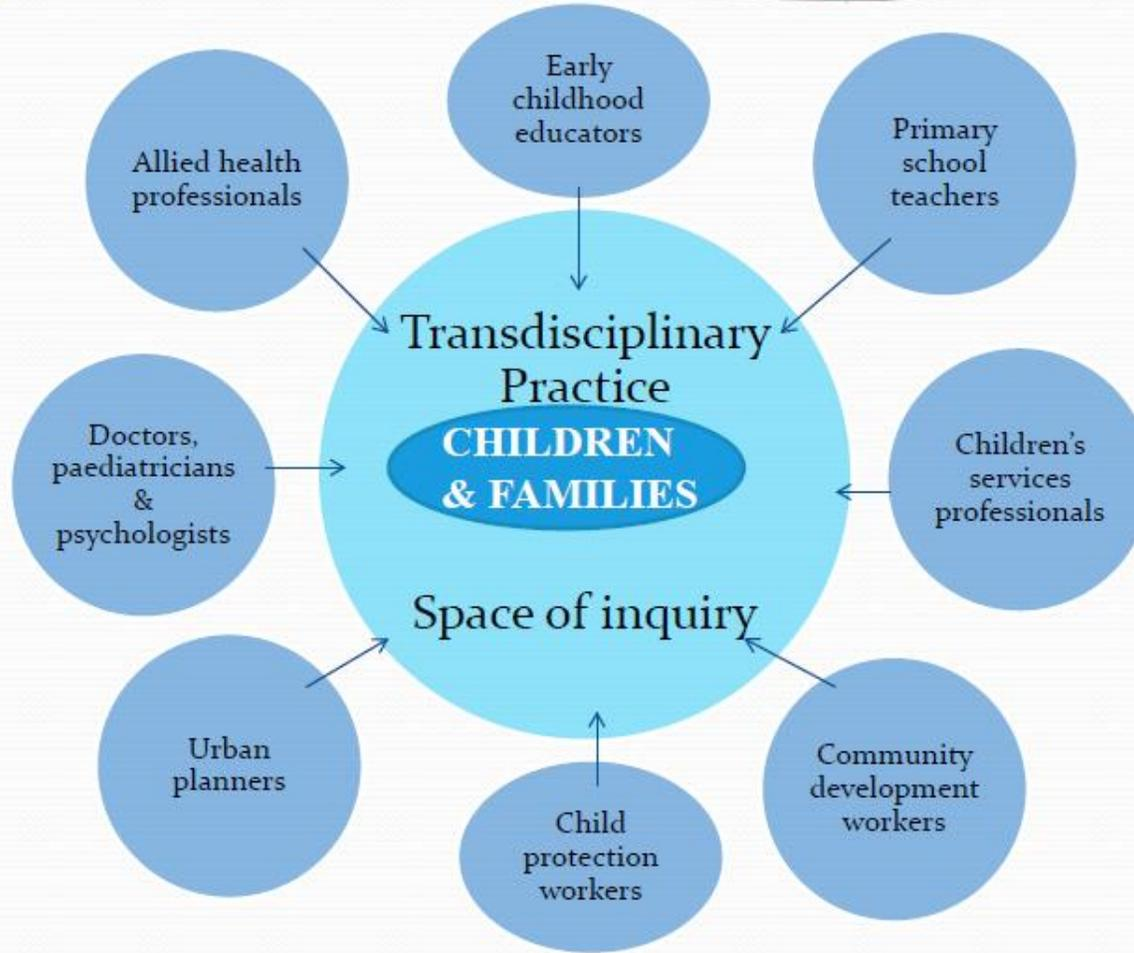 Early
childhood
educators
Primary
school
teachers
Allied health
professionals
Transdisciplinary
Practice
CHILDREN
& FAMILIES
Space of inquiry
Doctors,
paediatricians
&
psychologists
Children's
services
professionals
Urban
planners
Child
protection
workers
Community
development
workers